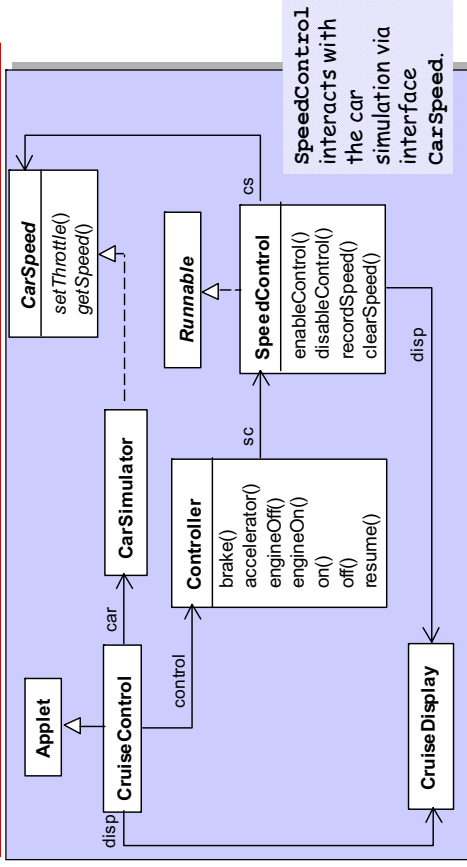 Applet
CruiseControl
disp
car
control
CarSimulator
CarSpeed
setThrottle()
getSpeed()
Controller
brake()
accelerator()
engineOff()
engineOn()
on()
off()
resume()
sc
Runnable
cs
SpeedControl
enableControl()
disableControl()
recordSpeed()
clearSpeed()
disp
CruiseDisplay
SpeedControl
interacts with
the car
simulation via
interface
CarSpeed.